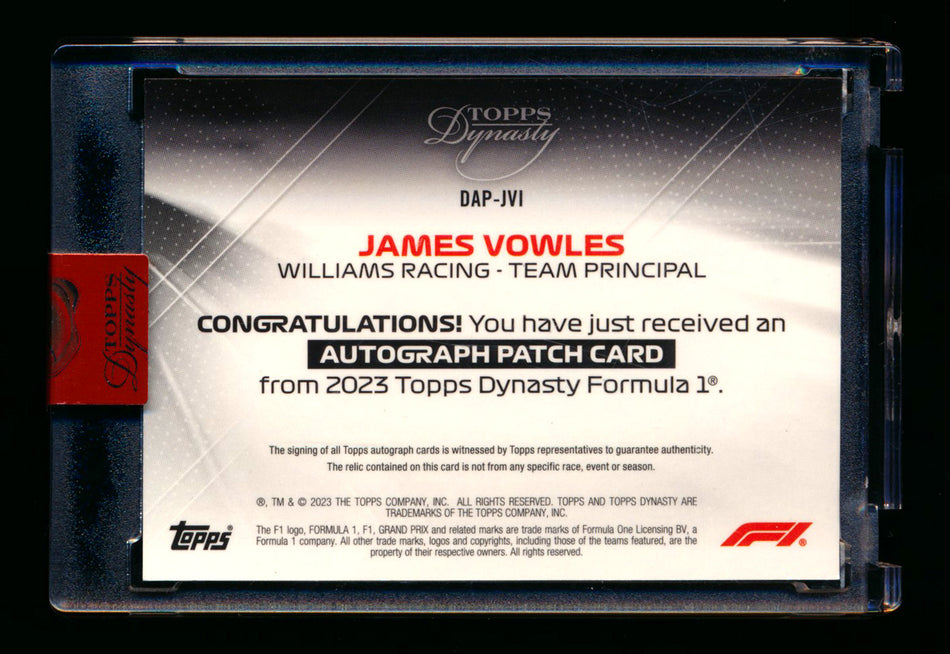 TOPPS
Dynasty
DAP-JVI
JAMES VOWLES
WILLIAMS RACING - TEAM PRINCIPAL
TOPPS
Dynasty
CONGRATULATIONS! You have just received an
AUTOGRAPH PATCH CARD
from 2023 Topps Dynasty Formula 1®.
The signing of all Topps autograph cards is witnessed by Topps representatives to guarantee authenticity.
The relic contained on this card is not from any specific race, event or season.
®, TM & © 2023 THE TOPPS COMPANY, INC. ALL RIGHTS RESERVED. TOPPS AND TOPPS DYNASTY ARE
TRADEMARKS OF THE TOPPS COMPANY, INC.
topps®
The F1 logo, FORMULA 1, F1, GRAND PRIX and related marks are trade marks of Formula One Licensing BV, a
Formula 1 company. All other trade marks, logos and copyrights, including those of the teams featured, are the
property of their respective owners. All rights reserved.
F1®